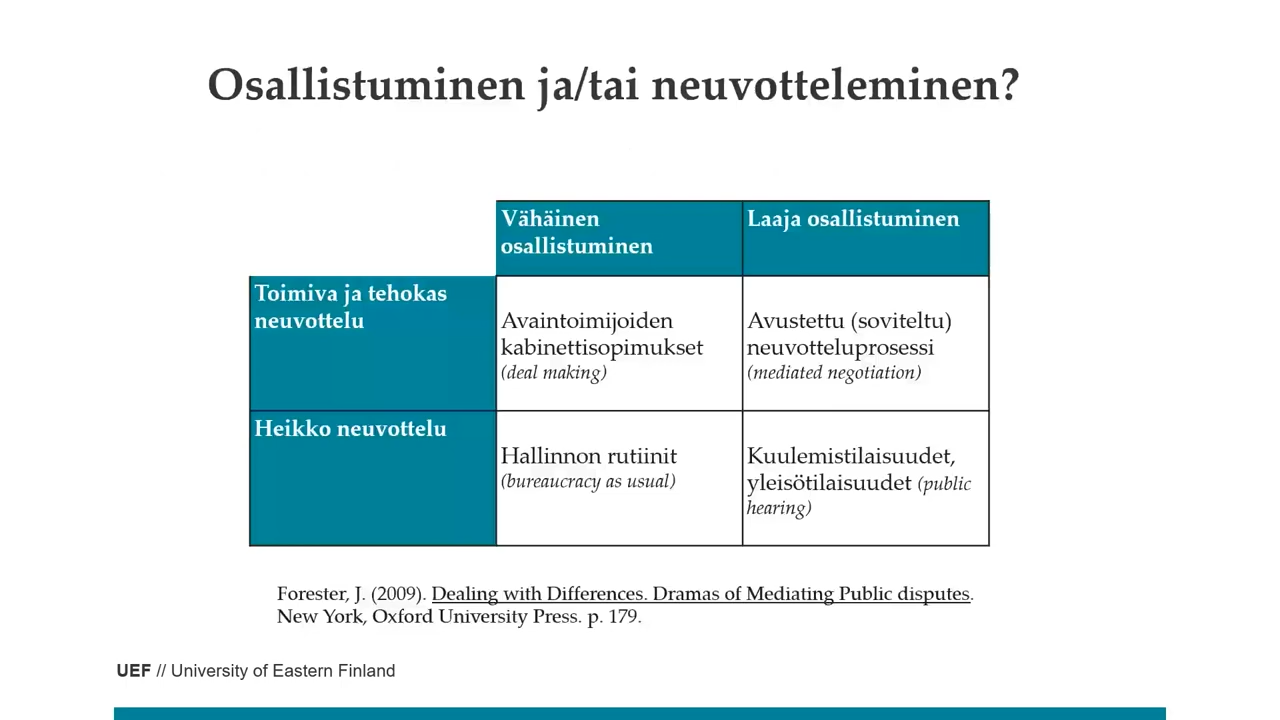 Osallistuminen ja/tai neuvotteleminen?
Vähäinen
osallistuminen
Laaja osallistuminen
Toimiva ja tehokas
neuvottelu
Avaintoimijoiden
kabinettisopimukset
(deal making)
Avustettu (soviteltu)
neuvotteluprosessi
(mediated negotiation)
Heikko neuvottelu
Hallinnon rutiinit
(bureaucracy as usual)
Kuulemistilaisuudet,
yleisötilaisuudet (public
hearing)
Forester, J. (2009). Dealing with Differences. Dramas of Mediating Public disputes.
New York, Oxford University Press. p. 179.
UEF // University of Eastern Finland